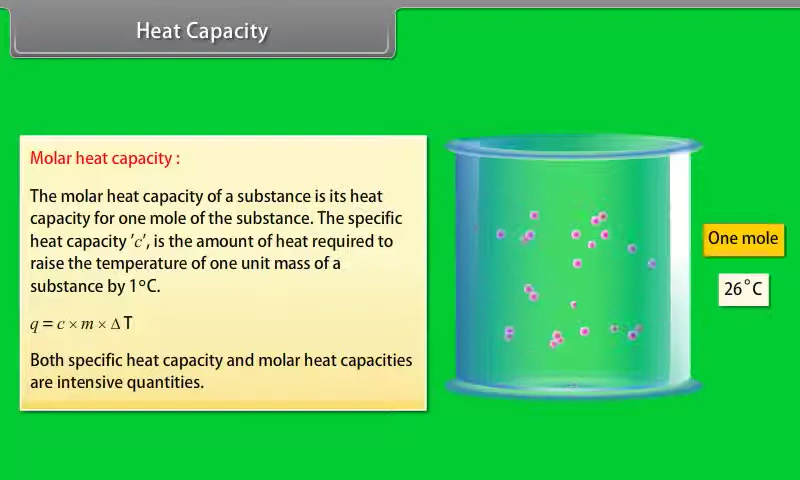 Heat Capacity
Molar heat capacity :
The molar heat capacity of a substance is its heat
capacity for one mole of the substance. The specific
heat capacity 'c', is the amount of heat required to
raise the temperature of one unit mass of a
substance by 1°C.
q = c × m × Δ T
Both specific heat capacity and molar heat capacities
are intensive quantities.
One mole
26°C